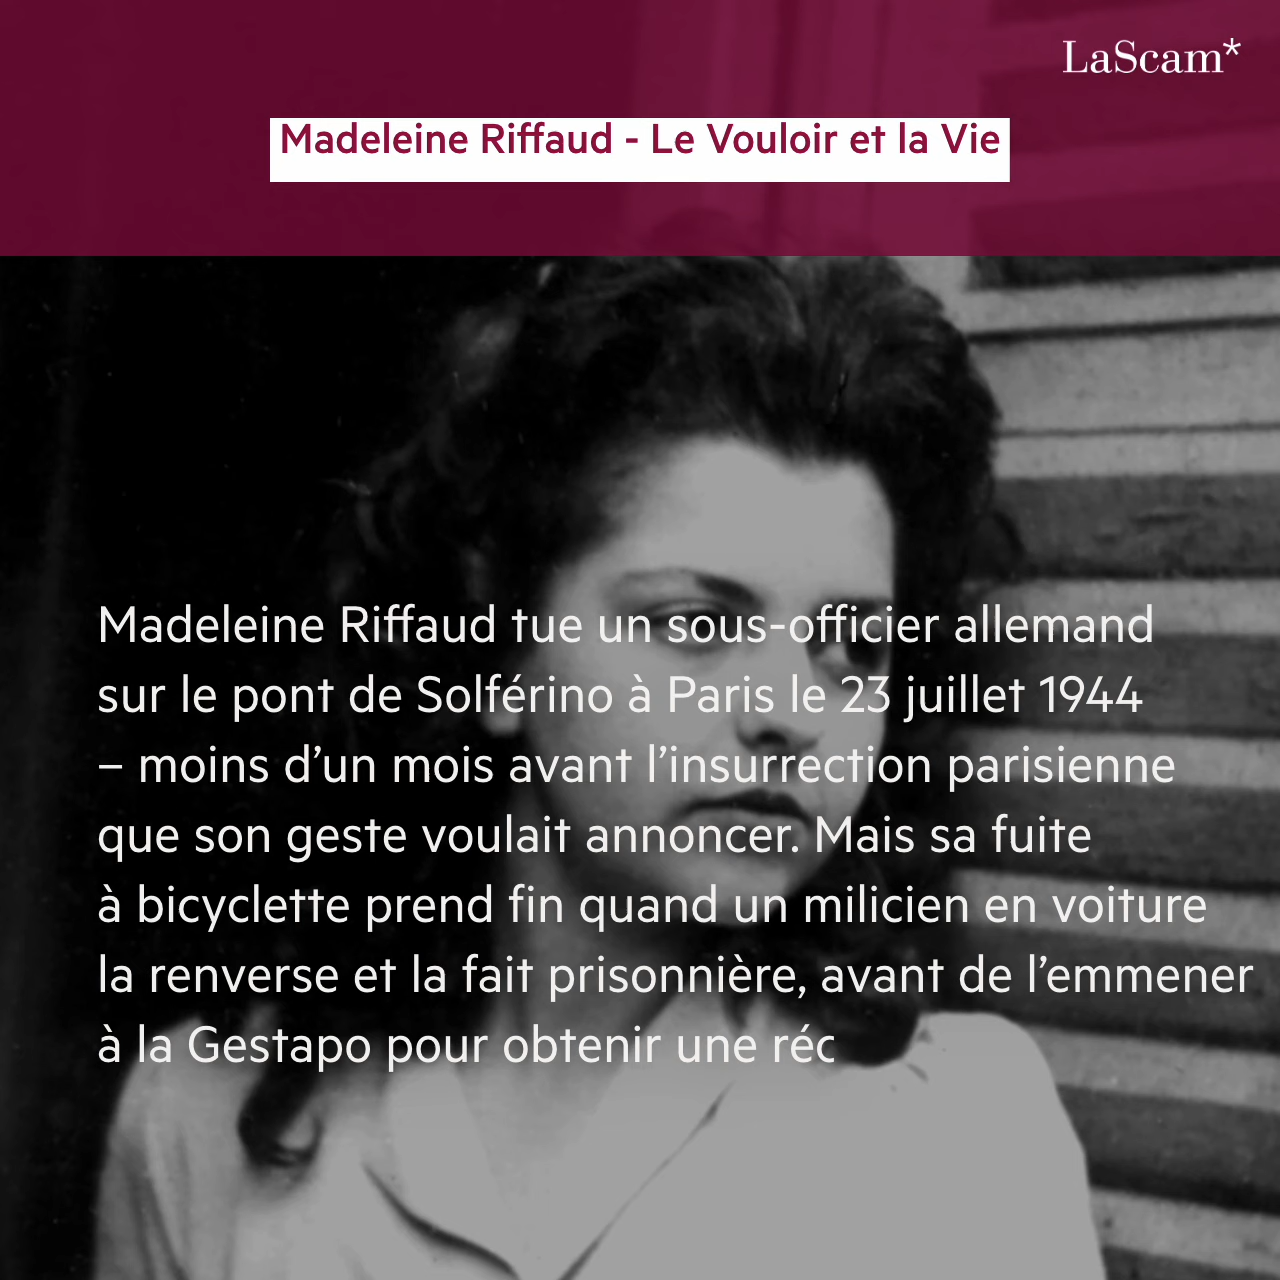 LaScam*
Madeleine Riffaud - Le Vouloir et la Vie
Madeleine Riffaud tue un sous-officier allemand
sur le pont de Solférino à Paris le 23 juillet 1944
– moins d’un mois avant l’insurrection parisienne
que son geste voulait annoncer. Mais sa fuite
à bicyclette prend fin quand un milicien en voiture
la renverse et la fait prisonnière, avant de l’emmener
à la Gestapo pour obtenir une réc